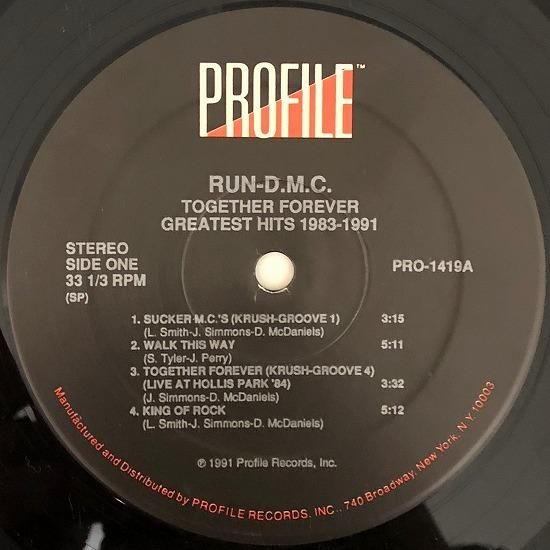 PROFILE™
RUN-D.M.C.
TOGETHER FOREVER
GREATEST HITS 1983-1991
STEREO
SIDE ONE
33 1/3 RPM
(SP)
PRO-1419A
1. SUCKER M.C.'S (KRUSH-GROOVE 1) 3:15
(L. Smith-J. Simmons-D. McDaniels)
2. WALK THIS WAY 5:11
(S. Tyler-J. Perry)
3. TOGETHER FOREVER (KRUSH-GROOVE 4)
(LIVE AT HOLLIS PARK '84) 3:32
(J. Simmons-D. McDaniels)
4. KING OF ROCK 5:12
(L. Smith-J. Simmons-D. McDaniels)
℗ 1991 Profile Records, Inc.
Manufactured and Distributed by PROFILE RECORDS, INC., 740 Broadway, New York, N.Y. 10003